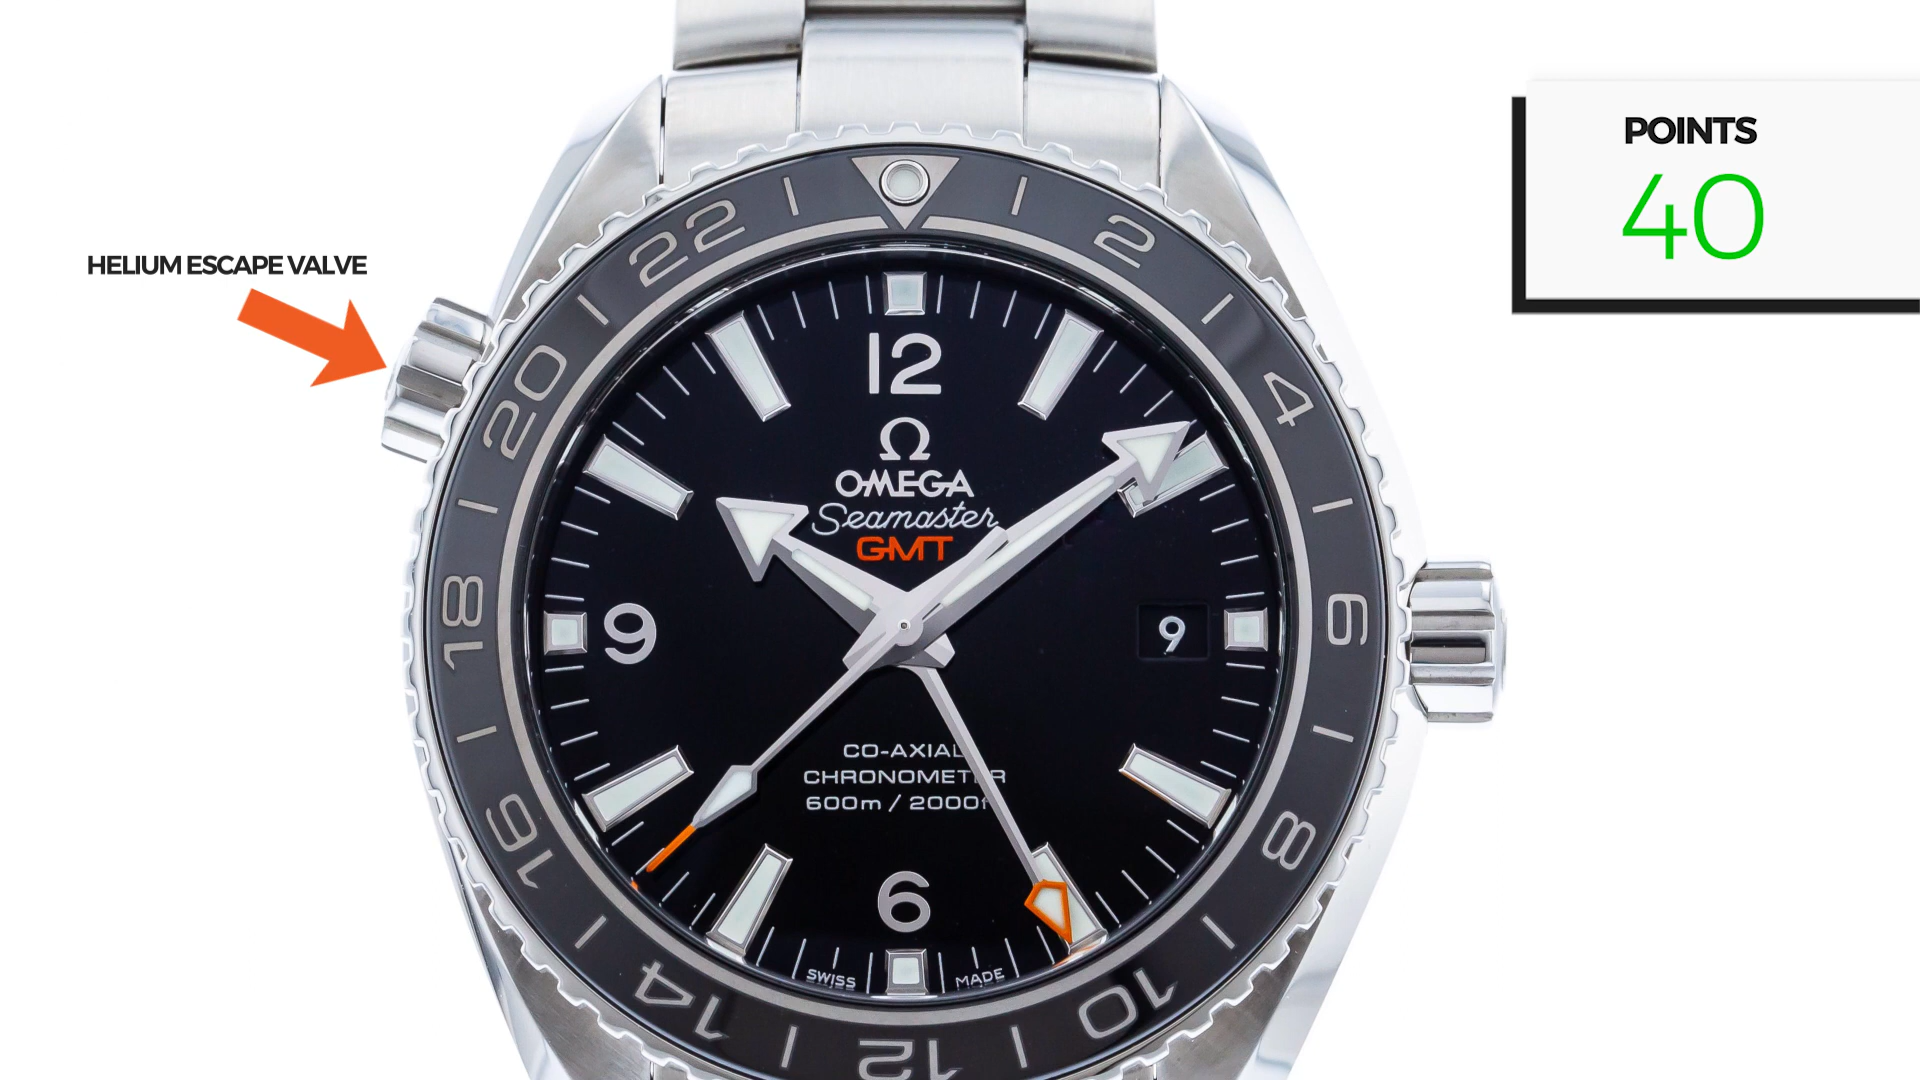 POINTS
40
HELIUM ESCAPE VALVE
22
2
20
4
18
6
16
8
14
10
12
12
Ω
OMEGA
Seamaster
GMT
9
9
CO-AXIAL
CHRONOMETER
600m / 2000ft
6
SWISS MADE